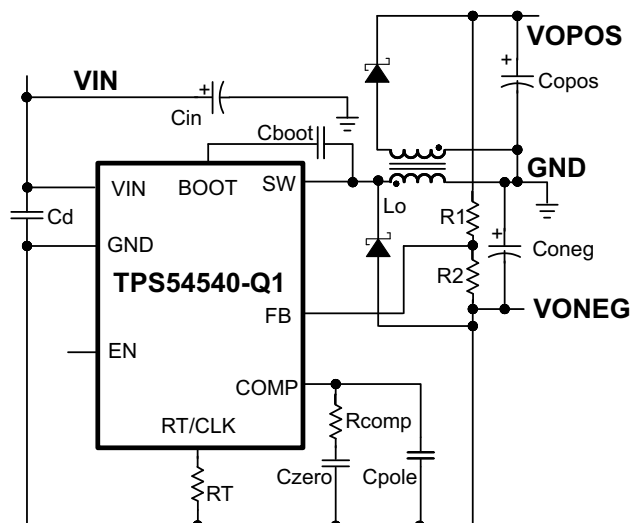 VOPOS
VIN
+
+
Copos
Cin
Cboot
GND
VIN
BOOT
SW
Lo
R1
Cd
GND
+
Coneg
TPS54540-Q1
R2
FB
VONEG
EN
COMP
RT/CLK
Rcomp
RT
Czero
Cpole